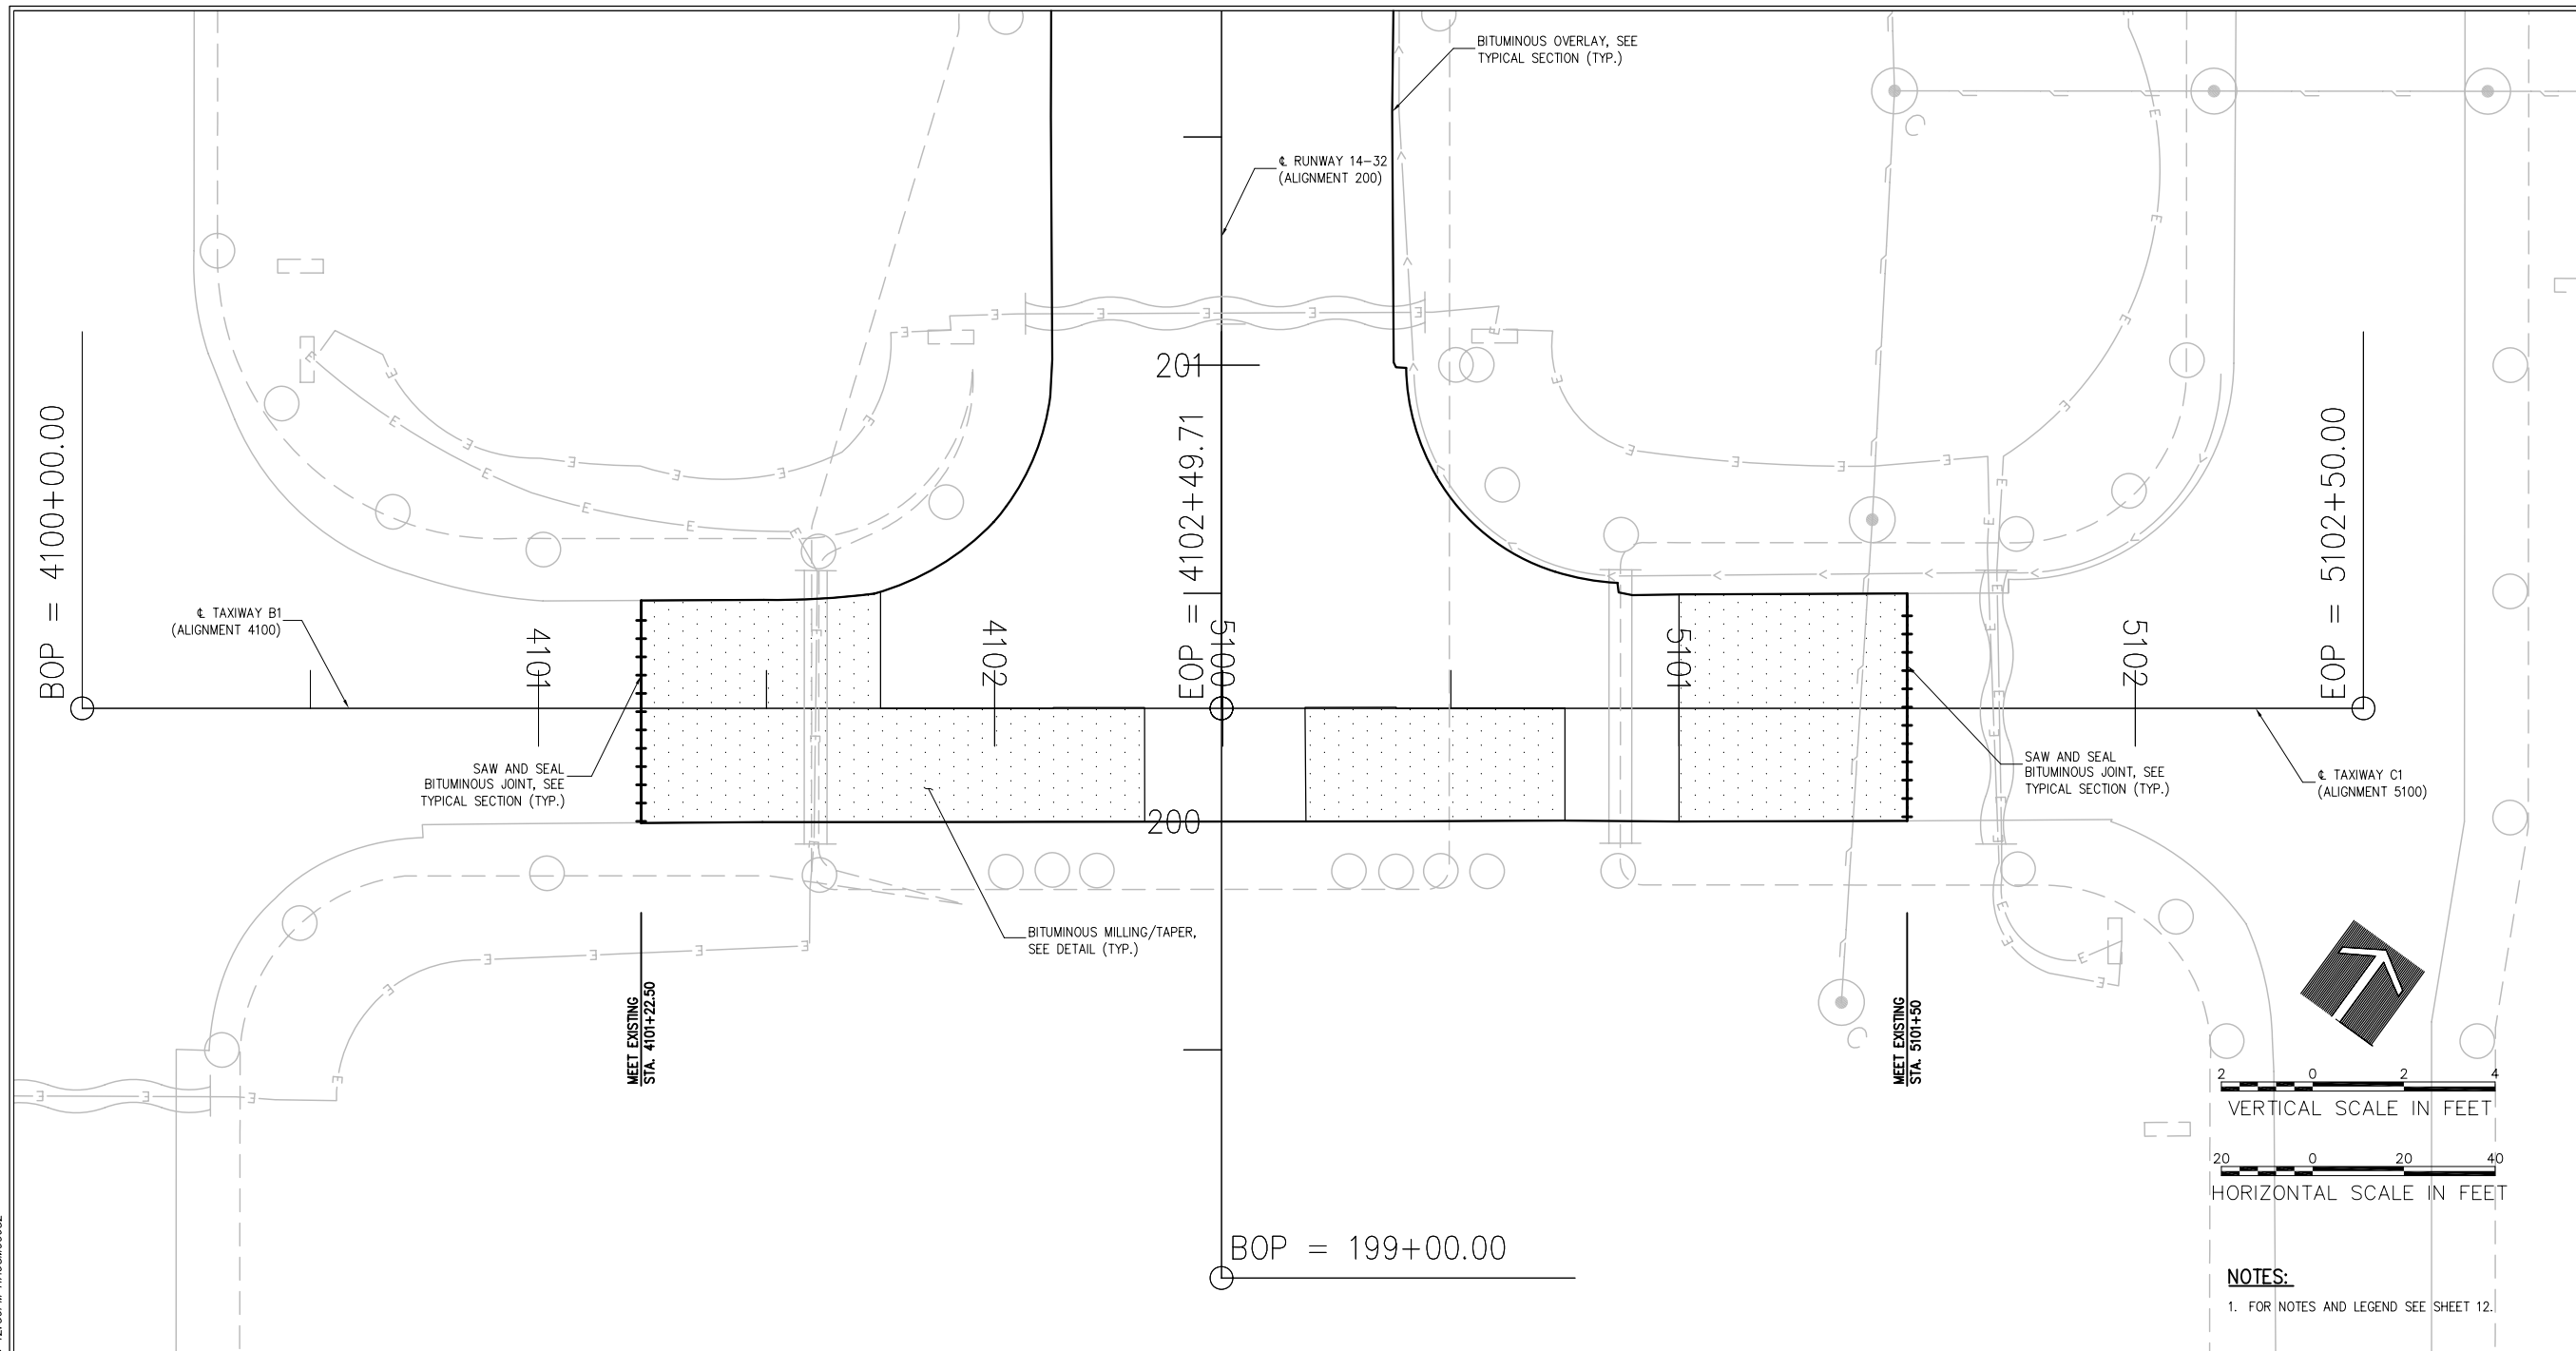 BITUMINOUS OVERLAY, SEE
TYPICAL SECTION (TYP.)
℄ RUNWAY 14-32
(ALIGNMENT 200)
201
BOP = 4100+00.00
EOP = 4102+49.71
EOP = 5102+50.00
℄ TAXIWAY B1
(ALIGNMENT 4100)
4101
4102
5100
5101
5102
SAW AND SEAL
BITUMINOUS JOINT, SEE
TYPICAL SECTION (TYP.)
SAW AND SEAL
BITUMINOUS JOINT, SEE
TYPICAL SECTION (TYP.)
℄ TAXIWAY C1
(ALIGNMENT 5100)
200
BITUMINOUS MILLING/TAPER,
SEE DETAIL (TYP.)
MEET EXISTING
STA. 4101+22.50
MEET EXISTING
STA. 5101+50
2 0 2 4
VERTICAL SCALE IN FEET
20 0 20 40
HORIZONTAL SCALE IN FEET
BOP = 199+00.00
NOTES:
1. FOR NOTES AND LEGEND SEE SHEET 12.